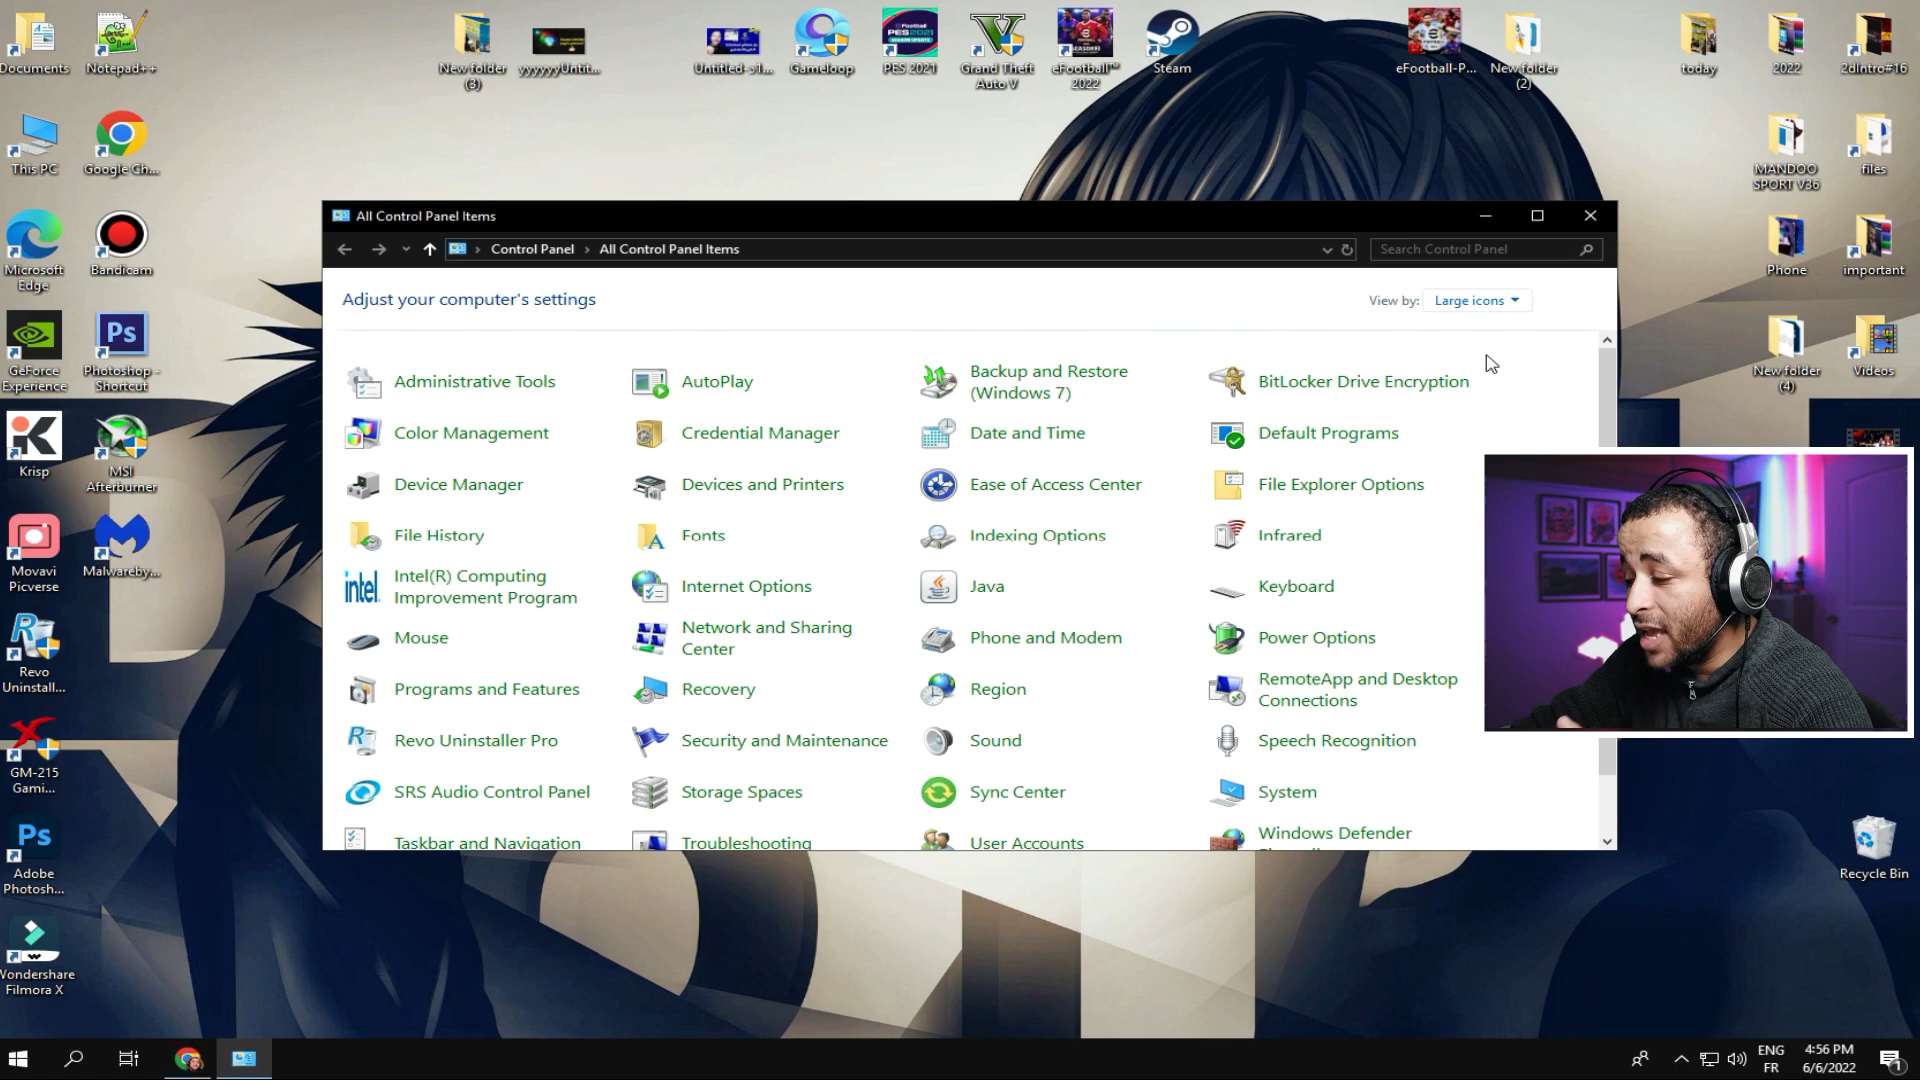 Documents
Notepad++
New folder
(3)
yyyyyyUntit...
Gameloop
PES 2021
Grand Theft
Auto V
eFootball™
2022
Steam
eFootball-P...
New folder
(2)
today
2022
2dIntro#16
This PC
Google Ch...
MANDOO
SPORT V36
files
Microsoft
Edge
Bandicam
Phone
important
GeForce
Experience
Ps
Photoshop -
Shortcut
New folder
(4)
Videos
Krisp
MSI
Afterburner
Movavi
Picverse
Malwareby...
Revo
Uninstall...
GM-215
Gami...
Ps
Adobe
Photosh...
Wondershare
Filmora X
Recycle Bin
All Control Panel Items
Control Panel
All Control Panel Items
Search Control Panel
Adjust your computer's settings
View by:
Large icons
Administrative Tools
AutoPlay
Backup and Restore
(Windows 7)
BitLocker Drive Encryption
Color Management
Credential Manager
Date and Time
Default Programs
Device Manager
Devices and Printers
Ease of Access Center
File Explorer Options
File History
Fonts
Indexing Options
Infrared
intel
Intel(R) Computing
Improvement Program
Internet Options
Java
Keyboard
Mouse
Network and Sharing
Center
Phone and Modem
Power Options
Programs and Features
Recovery
Region
RemoteApp and Desktop
Connections
Revo Uninstaller Pro
Security and Maintenance
Sound
Speech Recognition
SRS Audio Control Panel
Storage Spaces
Sync Center
System
Taskbar and Navigation
Troubleshooting
User Accounts
Windows Defender
ENG
FR
4:56 PM
6/6/2022
1